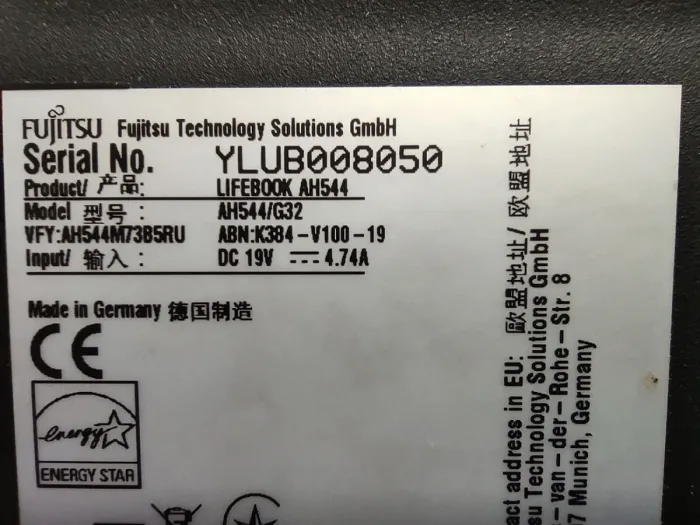 FUJITSU Fujitsu Technology Solutions GmbH
Serial No. YLUB008050
Product/ 产品: LIFEBOOK AH544
Model 型号: AH544/G32
VFY:AH544M73B5RU ABN:K384-V100-19
Input/ 输入: DC 19V ⎓ 4.74A
Made in Germany 德国制造
CE
energy
ENERGY STAR
act address in EU: 歐盟地址/ 欧盟地址
su Technology Solutions GmbH
-van-der-Rohe-Str. 8
7 Munich, Germany